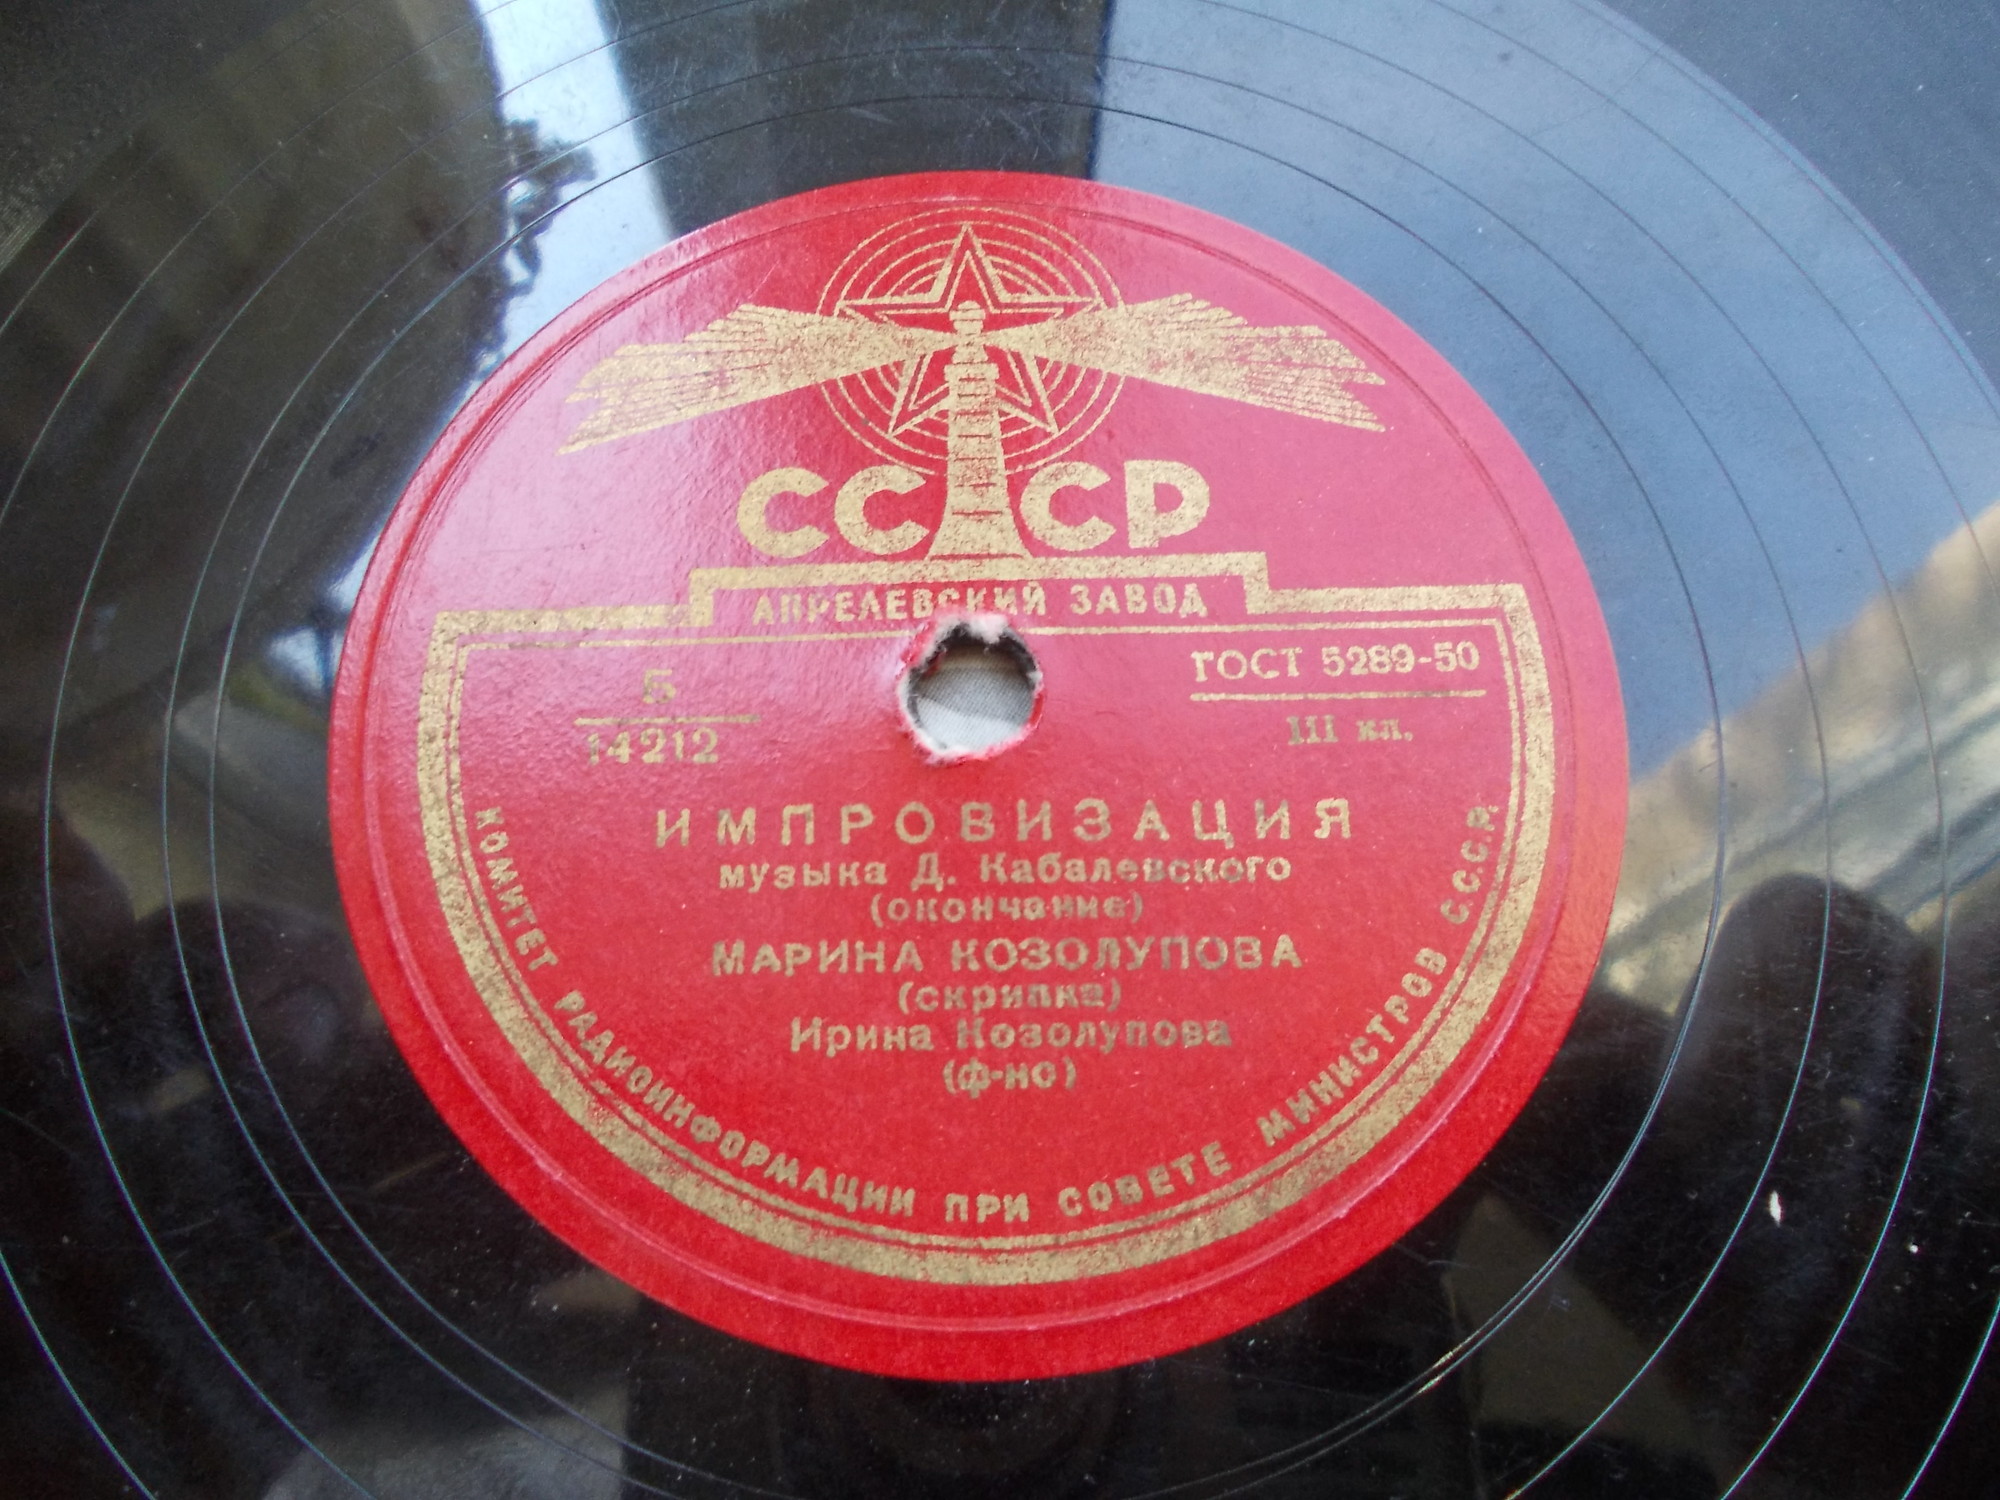 СССР
АПРЕЛЕВСКИЙ ЗАВОД
Б
14212
ГОСТ 5289-50
III кл.
ИМПРОВИЗАЦИЯ
музыка Д. Кабалевского
(окончание)
МАРИНА КОЗОЛУПОВА
(скрипка)
Ирина Козолупова
(ф-но)
КОМИТЕТ РАДИОИНФОРМАЦИИ ПРИ СОВЕТЕ МИНИСТРОВ С.С.С.Р.